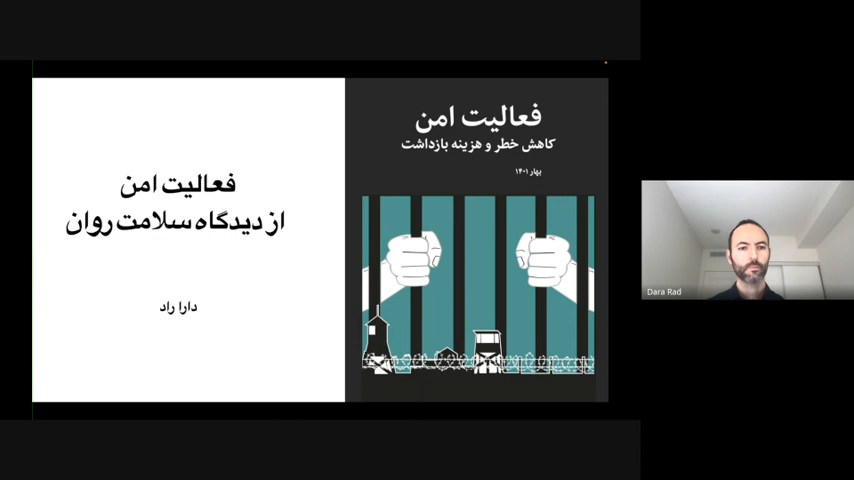 فعالیت امن
از دیدگاه سلامت روان
دارا راد
فعالیت امن
کاهش خطر و هزینه بازداشت
بهار ۱۴۰۱
Dara Rad